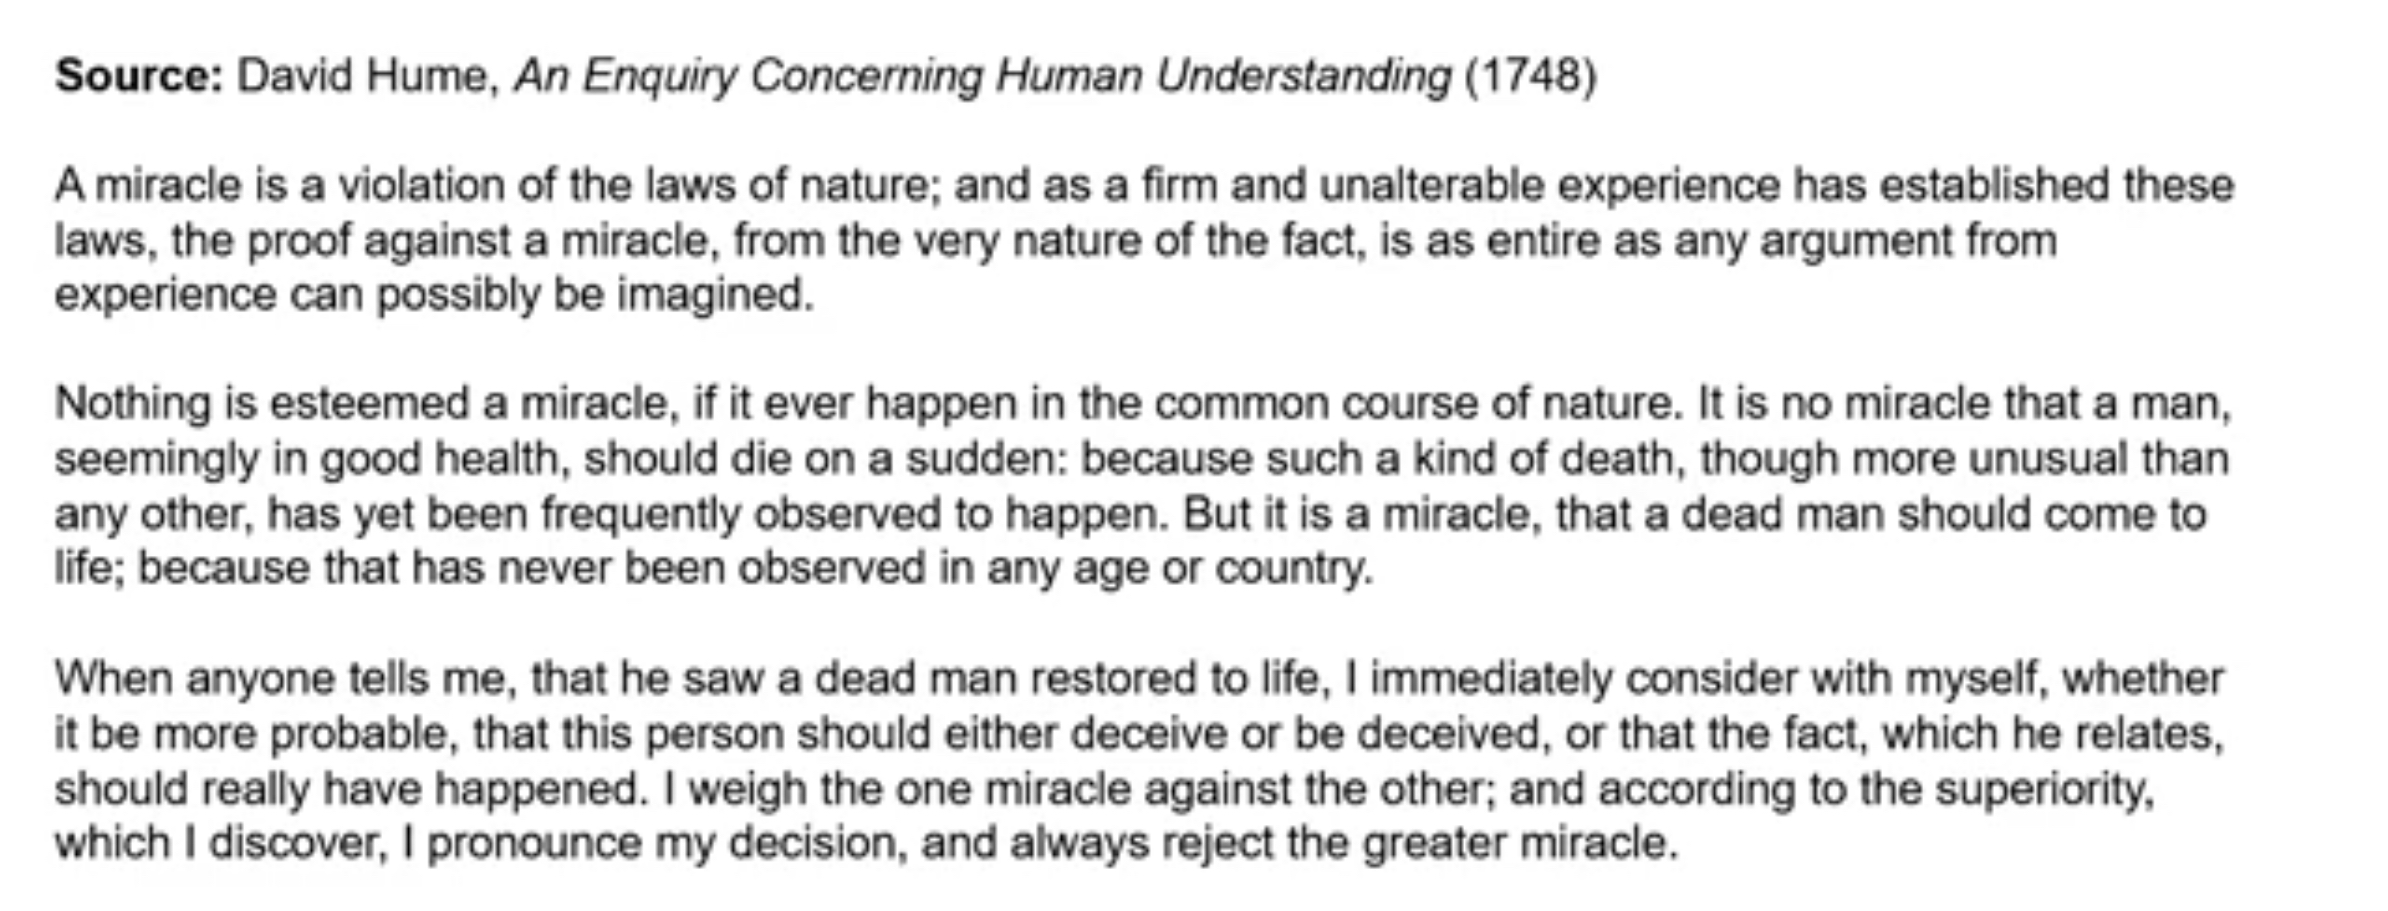 Source: David Hume, An Enquiry Concerning Human Understanding (1748)
A miracle is a violation of the laws of nature; and as a firm and unalterable experience has established these
laws, the proof against a miracle, from the very nature of the fact, is as entire as any argument from
experience can possibly be imagined.
Nothing is esteemed a miracle, if it ever happen in the common course of nature. It is no miracle that a man,
seemingly in good health, should die on a sudden: because such a kind of death, though more unusual than
any other, has yet been frequently observed to happen. But it is a miracle, that a dead man should come to
life; because that has never been observed in any age or country.
When anyone tells me, that he saw a dead man restored to life, I immediately consider with myself, whether
it be more probable, that this person should either deceive or be deceived, or that the fact, which he relates,
should really have happened. I weigh the one miracle against the other; and according to the superiority,
which I discover, I pronounce my decision, and always reject the greater miracle.